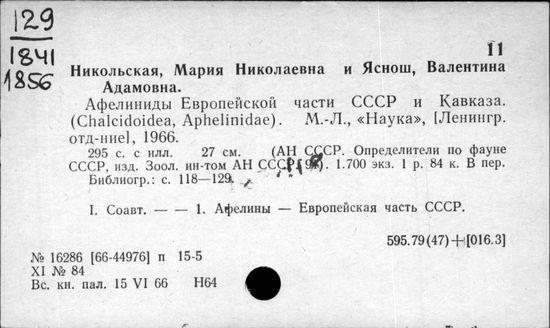 129
1841
1856
11
Никольская, Мария Николаевна и Яснош, Валентина
Адамовна.
Афелиниды Европейской части СССР и Кавказа.
(Chalcidoidea, Aphelinidae). М.-Л., «Наука», [Ленингр.
отд-ние], 1966.
295 с. с илл. 27 см. (АН СССР. Определители по фауне
СССР, изд. Зоол. ин-том АН СССР. 91). 1.700 экз. 1 р. 84 к. В пер.
Библиогр.: с. 118—129.
I. Соавт. — — 1. Афелины — Европейская часть СССР.
595.79(47)+[016.3]
№ 16286 [66-44976] п 15-5
XI № 84
Вс. кн. пал. 15 VI 66 Н64